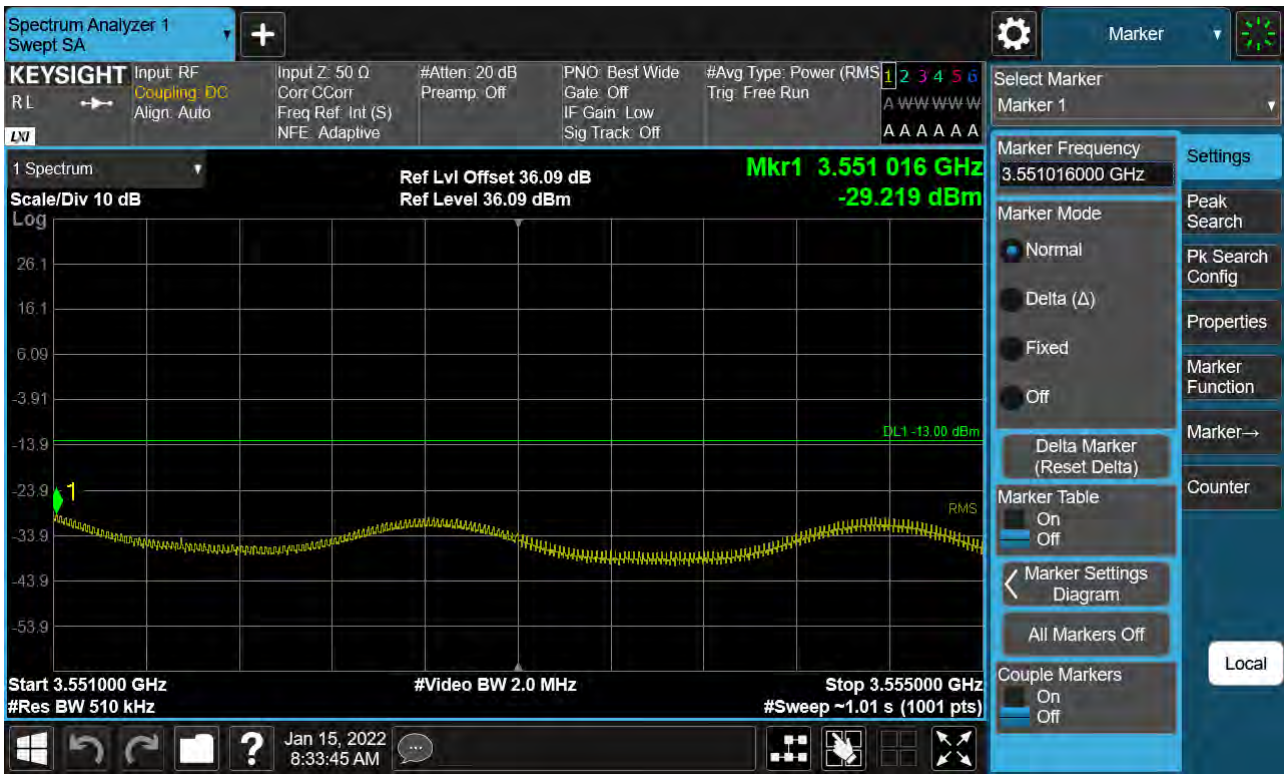 Spectrum Analyzer 1
Swept SA
Marker
KEYSIGHT
R L
LXI
Input: RF
Coupling: DC
Align: Auto
Input Z: 50 Ω
Corr CCorr
Freq Ref: Int (S)
NFE: Adaptive
#Atten: 20 dB
Preamp: Off
PNO: Best Wide
Gate: Off
IF Gain: Low
Sig Track: Off
#Avg Type: Power (RMS
Trig: Free Run
1 2 3 4 5 6
A W W W W W
A A A A A A
Select Marker
Marker 1
1 Spectrum
Scale/Div 10 dB
Log
Ref Lvl Offset 36.09 dB
Ref Level 36.09 dBm
Mkr1 3.551 016 GHz
-29.219 dBm
26.1
16.1
6.09
-3.91
-13.9
-23.9
-33.9
-43.9
-53.9
DL1 -13.00 dBm
1
RMS
Start 3.551000 GHz
#Res BW 510 kHz
#Video BW 2.0 MHz
Stop 3.555000 GHz
#Sweep ~1.01 s (1001 pts)
Marker Frequency
3.551016000 GHz
Marker Mode
Normal
Delta (Δ)
Fixed
Off
Delta Marker
(Reset Delta)
Marker Table
On
Off
Marker Settings
Diagram
All Markers Off
Couple Markers
On
Off
Settings
Peak
Search
Pk Search
Config
Properties
Marker
Function
Marker→
Counter
Local
?
Jan 15, 2022
8:33:45 AM